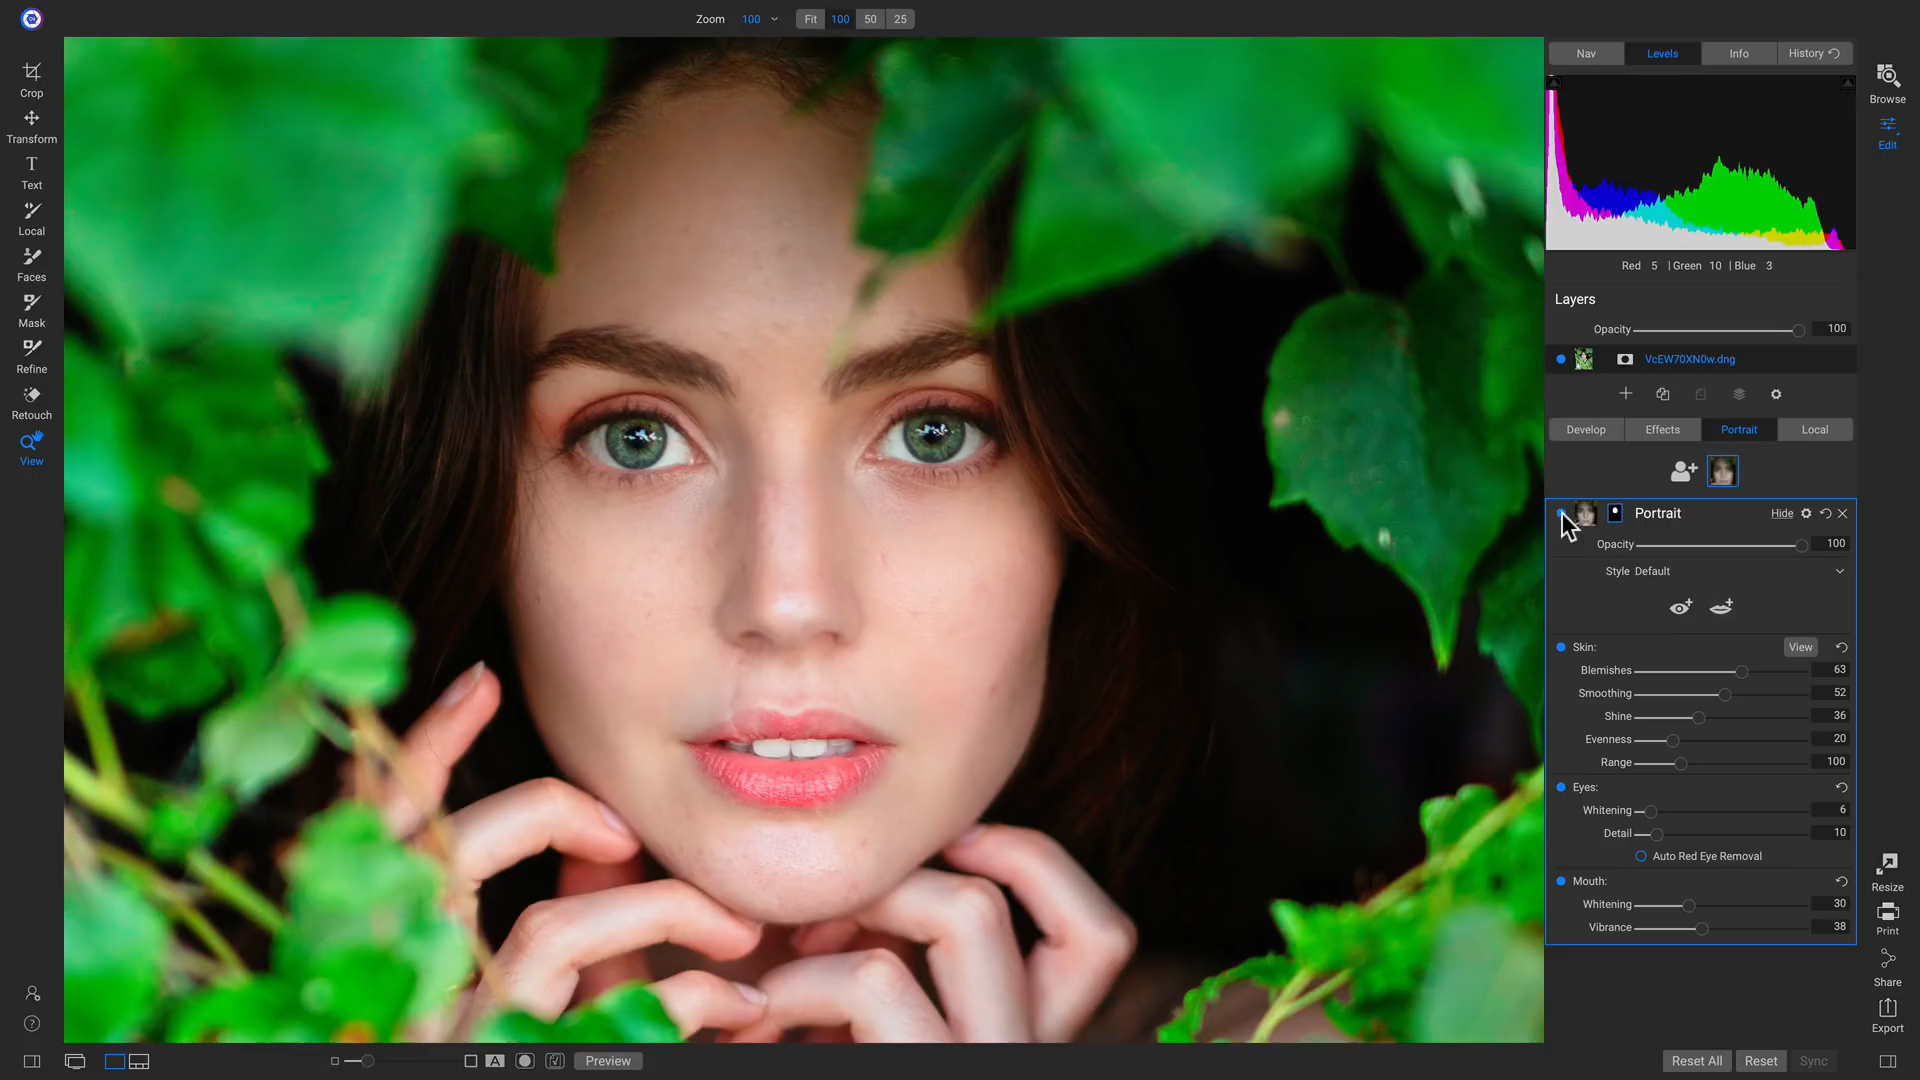 Zoom 100 Fit 100 50 25
Crop
Transform
T
Text
Local
Faces
Mask
Refine
Retouch
View
Nav Levels Info History
Red 5 | Green 10 | Blue 3
Layers
Opacity 100
VcEW70XN0w.dng
Develop Effects Portrait Local
Portrait Hide
Opacity 100
Style Default
Skin: View
Blemishes 63
Smoothing 52
Shine 36
Evenness 20
Range 100
Eyes:
Whitening 6
Detail 10
Auto Red Eye Removal
Mouth:
Whitening 30
Vibrance 38
Browse
Edit
Resize
Print
Share
Export
?
A Preview
Reset All Reset Sync